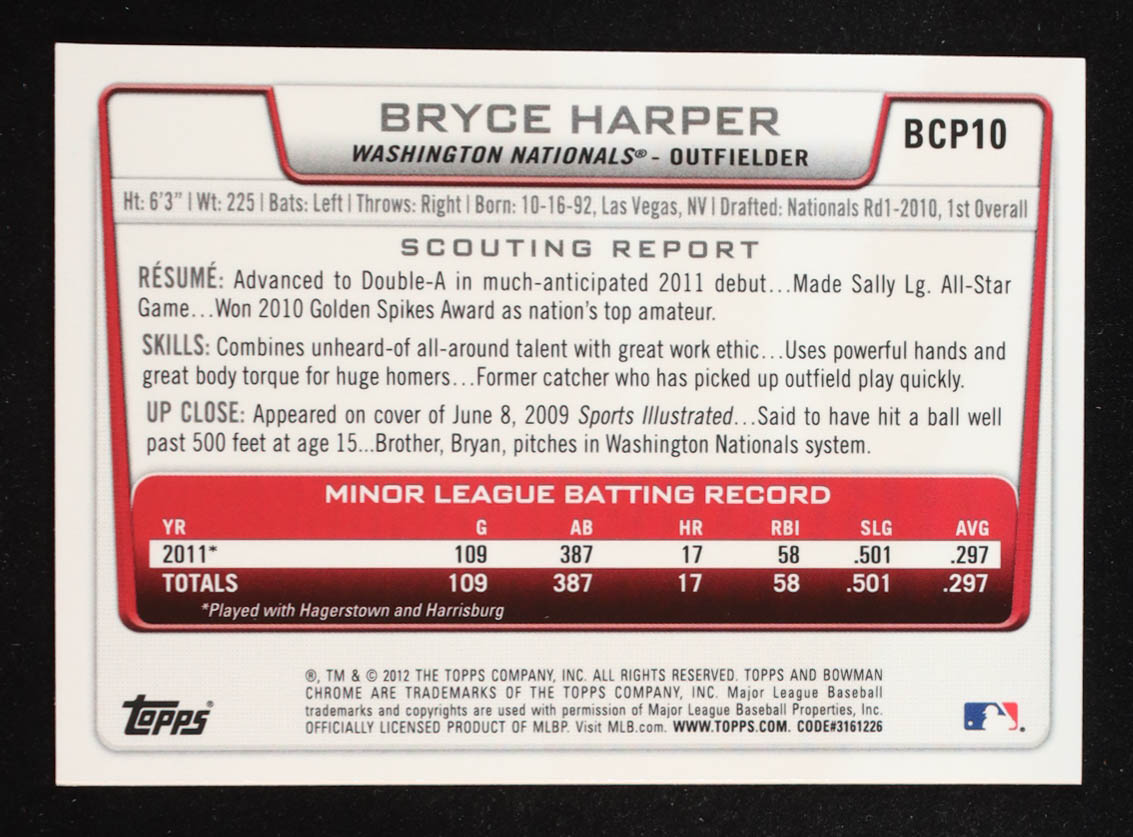 BRYCE HARPER
WASHINGTON NATIONALS® - OUTFIELDER
BCP10
Ht: 6'3" | Wt: 225 | Bats: Left | Throws: Right | Born: 10-16-92, Las Vegas, NV | Drafted: Nationals Rd1-2010, 1st Overall
SCOUTING REPORT
RÉSUMÉ: Advanced to Double-A in much-anticipated 2011 debut...Made Sally Lg. All-Star
Game...Won 2010 Golden Spikes Award as nation's top amateur.
SKILLS: Combines unheard-of all-around talent with great work ethic...Uses powerful hands and
great body torque for huge homers...Former catcher who has picked up outfield play quickly.
UP CLOSE: Appeared on cover of June 8, 2009 Sports Illustrated...Said to have hit a ball well
past 500 feet at age 15...Brother, Bryan, pitches in Washington Nationals system.
MINOR LEAGUE BATTING RECORD
YR G AB HR RBI SLG AVG
2011* 109 387 17 58 .501 .297
TOTALS 109 387 17 58 .501 .297
*Played with Hagerstown and Harrisburg
®, TM & © 2012 THE TOPPS COMPANY, INC. ALL RIGHTS RESERVED. TOPPS AND BOWMAN
CHROME ARE TRADEMARKS OF THE TOPPS COMPANY, INC. Major League Baseball
trademarks and copyrights are used with permission of Major League Baseball Properties, Inc.
OFFICIALLY LICENSED PRODUCT OF MLBP. Visit MLB.com. WWW.TOPPS.COM. CODE#3161226
topps®